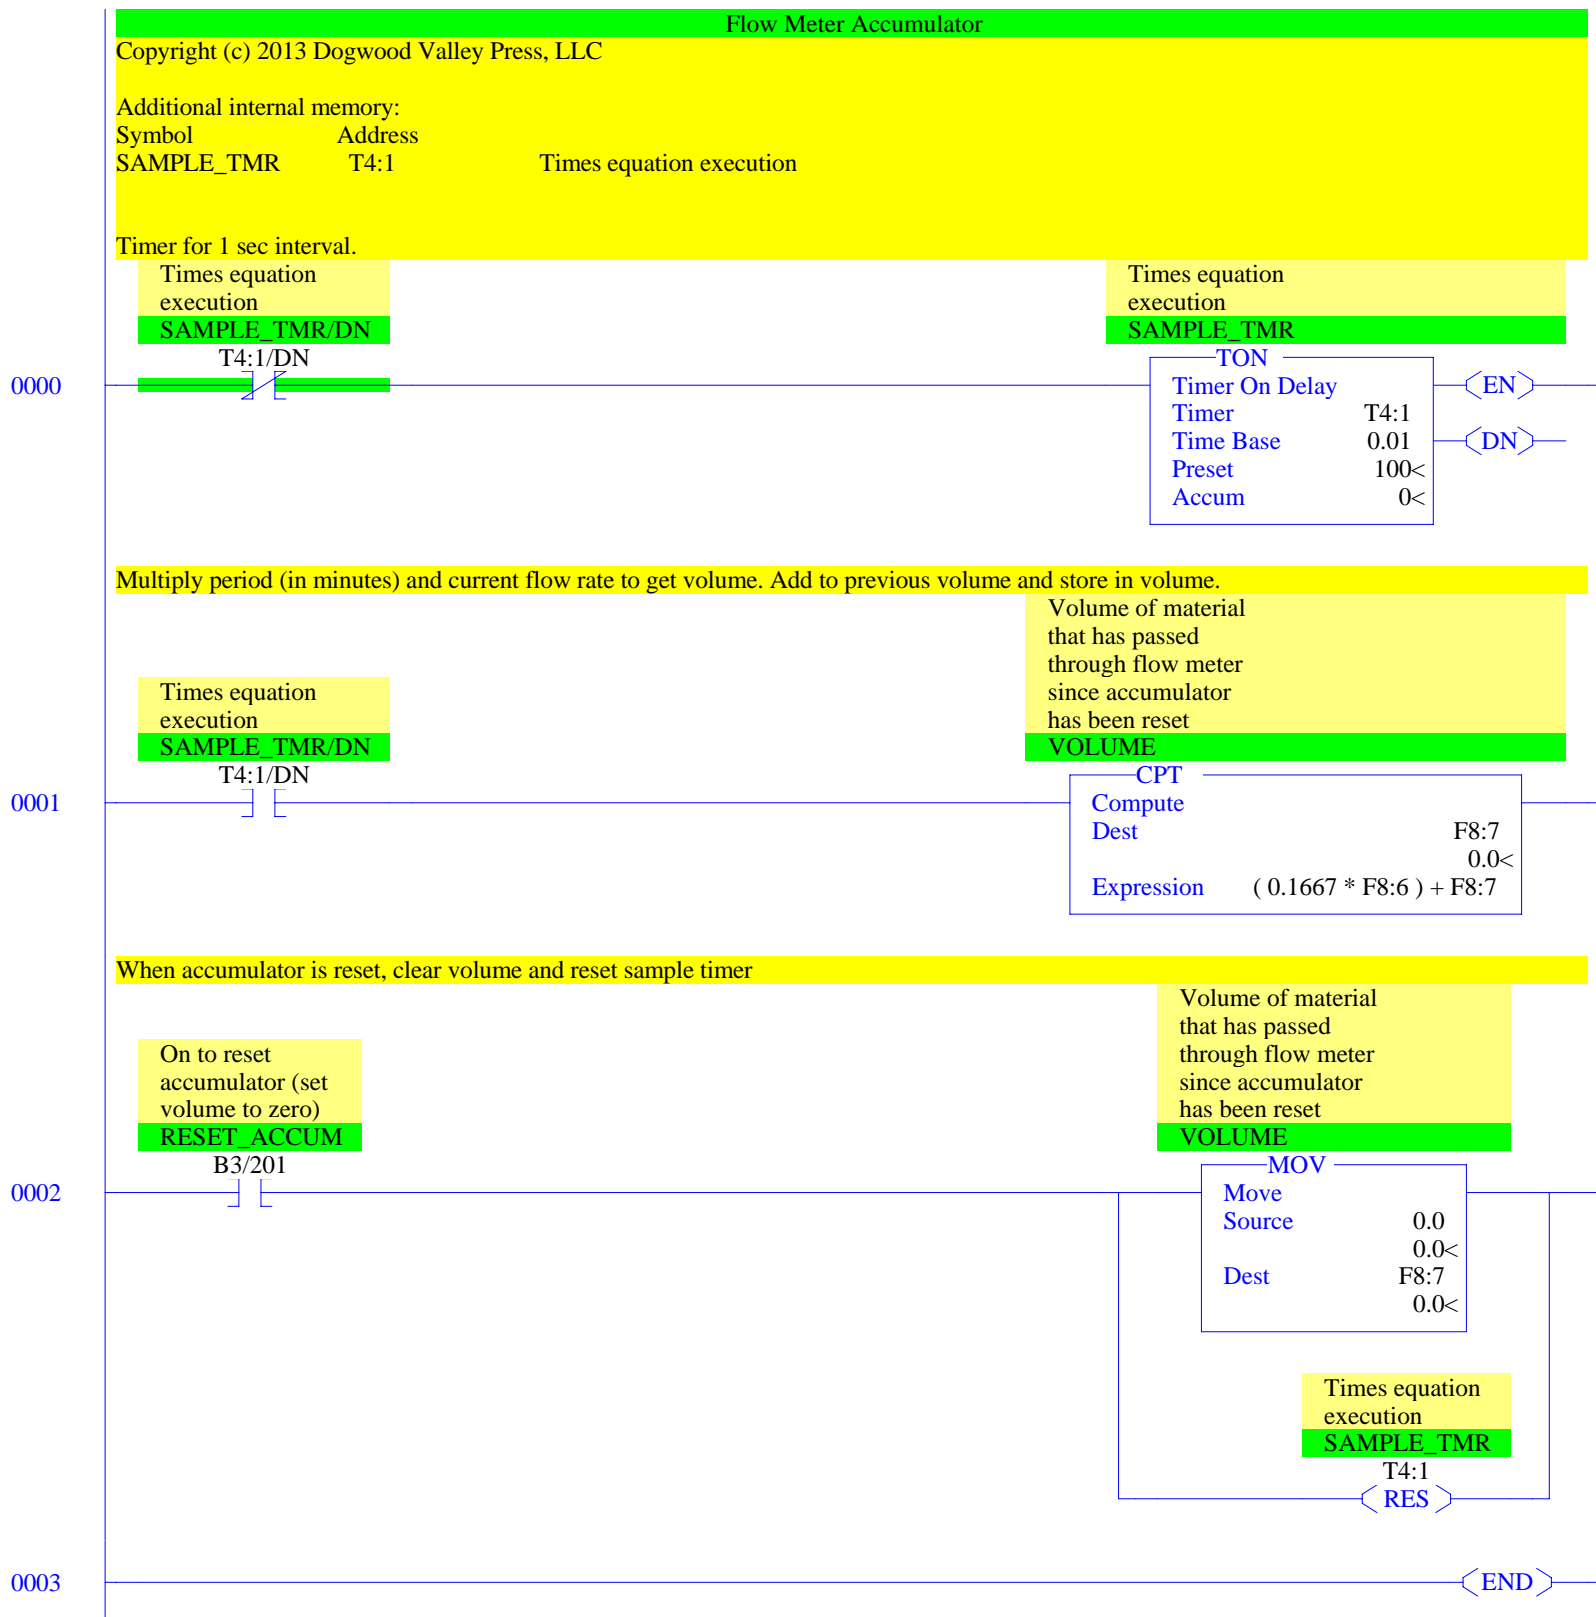 Flow Meter Accumulator
Copyright (c) 2013 Dogwood Valley Press, LLC
Additional internal memory:
Symbol Address
SAMPLE_TMR T4:1 Times equation execution
Timer for 1 sec interval.
Times equation
execution
SAMPLE_TMR/DN
T4:1/DN
0000
Times equation
execution
SAMPLE_TMR
TON
Timer On Delay
Timer T4:1
Time Base 0.01
Preset 100<
Accum 0<
EN
DN
Multiply period (in minutes) and current flow rate to get volume. Add to previous volume and store in volume.
Times equation
execution
SAMPLE_TMR/DN
T4:1/DN
0001
Volume of material
that has passed
through flow meter
since accumulator
has been reset
VOLUME
CPT
Compute
Dest F8:7
0.0<
Expression ( 0.1667 * F8:6 ) + F8:7
When accumulator is reset, clear volume and reset sample timer
On to reset
accumulator (set
volume to zero)
RESET_ACCUM
B3/201
0002
Volume of material
that has passed
through flow meter
since accumulator
has been reset
VOLUME
MOV
Move
Source 0.0
0.0<
Dest F8:7
0.0<
Times equation
execution
SAMPLE_TMR
T4:1
RES
0003
END